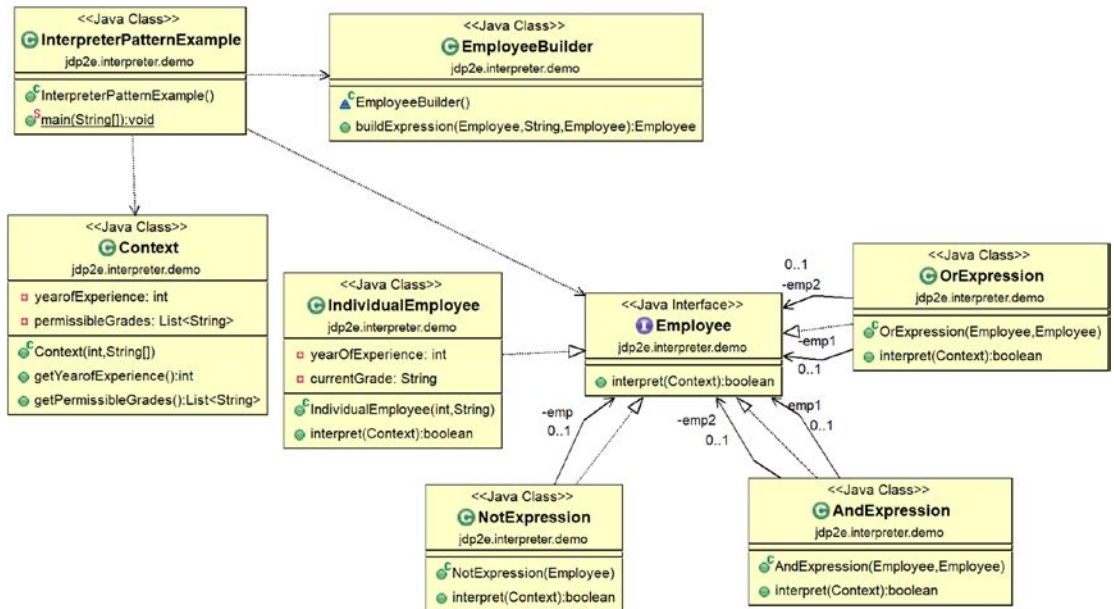 <<Java Class>>
InterpreterPatternExample
jdp2e.interpreter.demo
InterpreterPatternExample()
main(String[]):void
<<Java Class>>
EmployeeBuilder
jdp2e.interpreter.demo
EmployeeBuilder()
buildExpression(Employee,String,Employee):Employee
<<Java Class>>
Context
jdp2e.interpreter.demo
yearofExperience: int
permissibleGrades: List<String>
Context(int,String[])
getYearofExperience():int
getPermissibleGrades():List<String>
<<Java Class>>
IndividualEmployee
jdp2e.interpreter.demo
yearOfExperience: int
currentGrade: String
IndividualEmployee(int,String)
interpret(Context):boolean
<<Java Interface>>
Employee
jdp2e.interpreter.demo
interpret(Context):boolean
0..1
-emp2
-emp1
0..1
<<Java Class>>
OrExpression
jdp2e.interpreter.demo
OrExpression(Employee,Employee)
interpret(Context):boolean
-emp
0..1
-emp2
0..1
-emp1
0..1
<<Java Class>>
NotExpression
jdp2e.interpreter.demo
NotExpression(Employee)
interpret(Context):boolean
<<Java Class>>
AndExpression
jdp2e.interpreter.demo
AndExpression(Employee,Employee)
interpret(Context):boolean